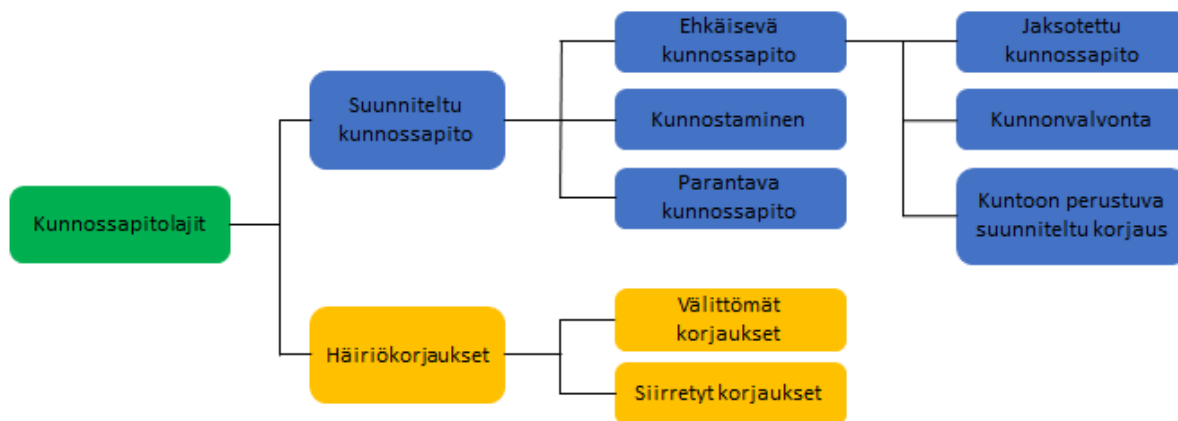 Ehkäisevä
kunnossapito
Jaksotettu
kunnossapito
Suunniteltu
kunnossapito
Kunnostaminen
Kunnonvalvonta
Parantava
kunnossapito
Kuntoon perustuva
suunniteltu korjaus
Kunnossapitolajit
Välittömät
korjaukset
Häiriökorjaukset
Siirretyt korjaukset